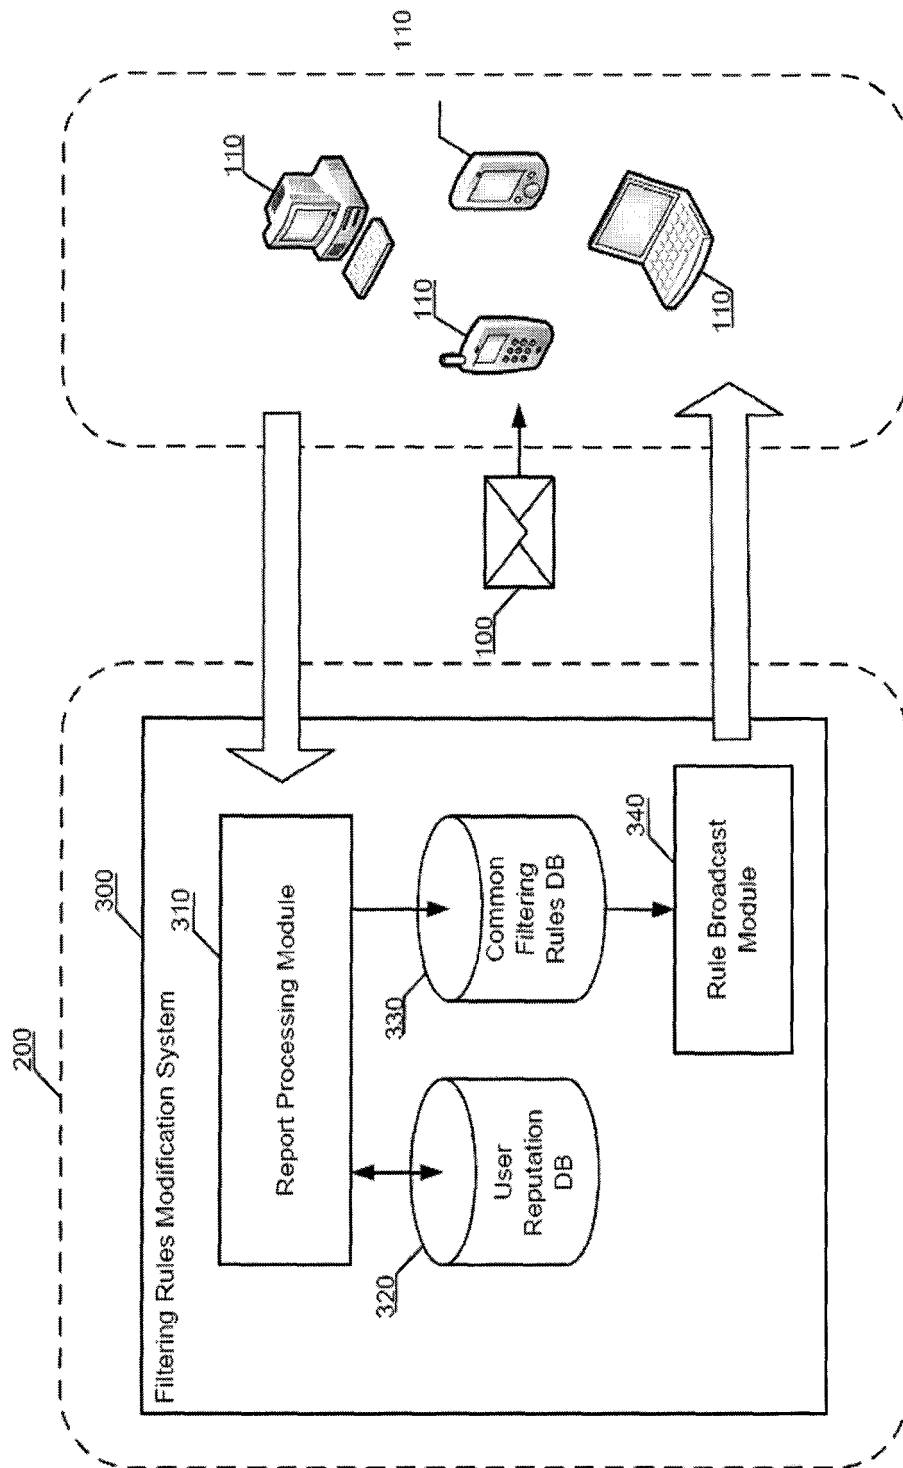 200
300
Filtering Rules Modification System
310
Report Processing Module
320
User
Reputation
DB
330
Common
Filtering
Rules DB
340
Rule Broadcast
Module
100
110
110
110
110